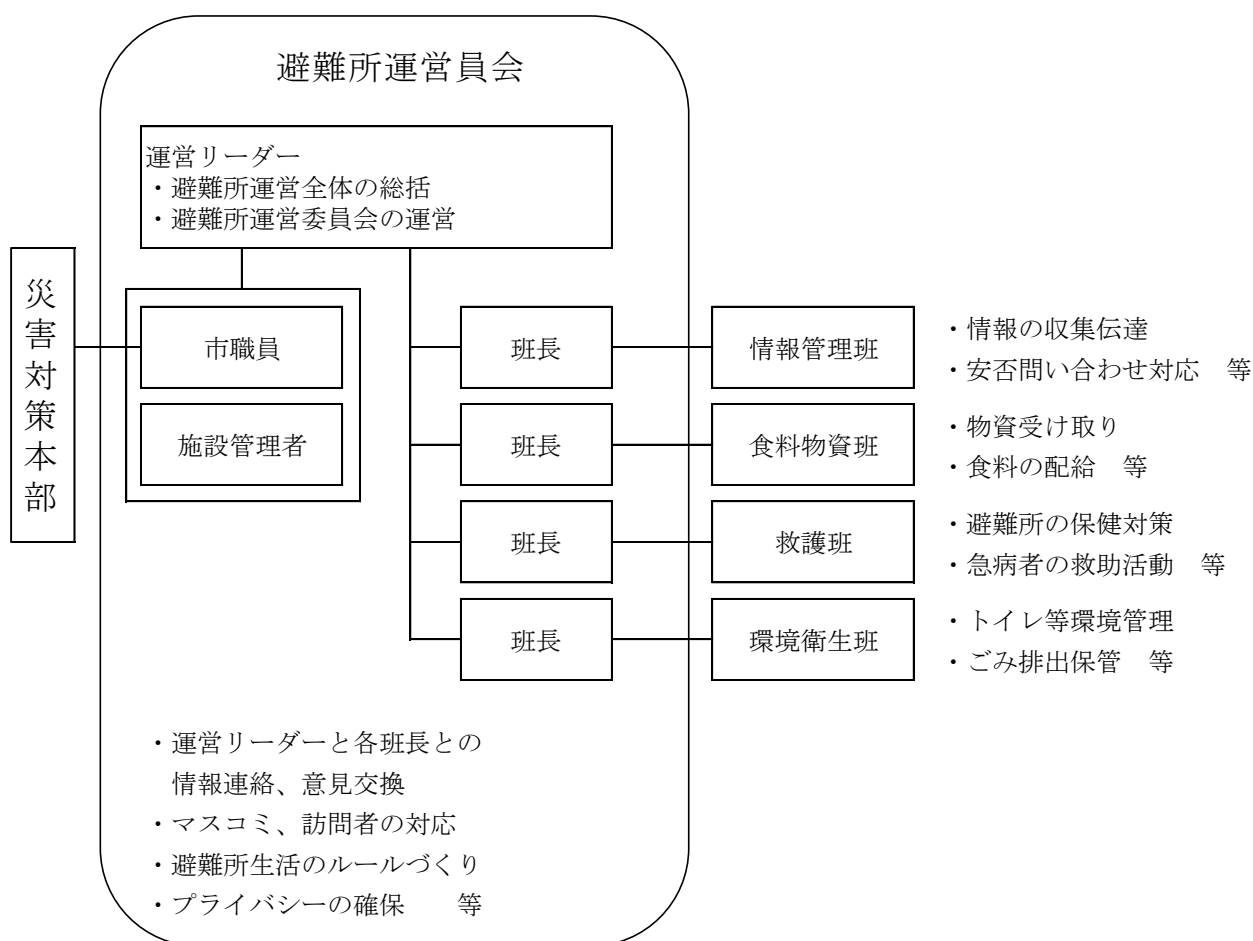 避難所運営員会
運営リーダー
・避難所運営全体の総括
・避難所運営委員会の運営
災害対策本部
市職員
施設管理者
班長
情報管理班
・情報の収集伝達
・安否問い合わせ対応　等
班長
食料物資班
・物資受け取り
・食料の配給　等
班長
救護班
・避難所の保健対策
・急病者の救助活動　等
班長
環境衛生班
・トイレ等環境管理
・ごみ排出保管　等
・運営リーダーと各班長との
情報連絡、意見交換
・マスコミ、訪問者の対応
・避難所生活のルールづくり
・プライバシーの確保　　等